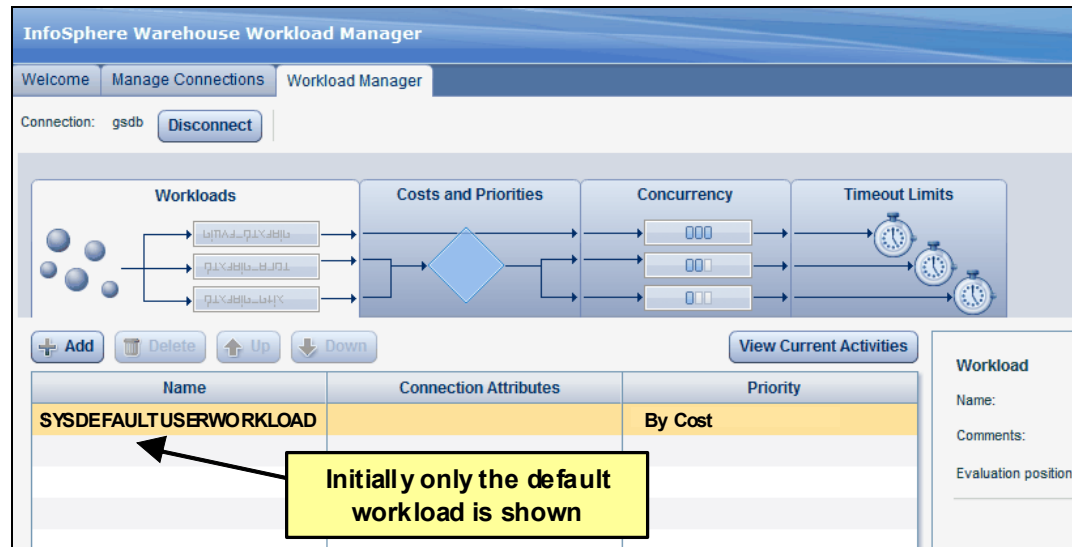 InfoSphere Warehouse Workload Manager
Welcome Manage Connections Workload Manager
Connection: gsdb Disconnect
Workloads Costs and Priorities Concurrency Timeout Limits
Add Delete Up Down View Current Activities
Name Connection Attributes Priority
SYSDEFAULTUSERWORKLOAD By Cost
Initially only the default
workload is shown
Workload
Name:
Comments:
Evaluation position